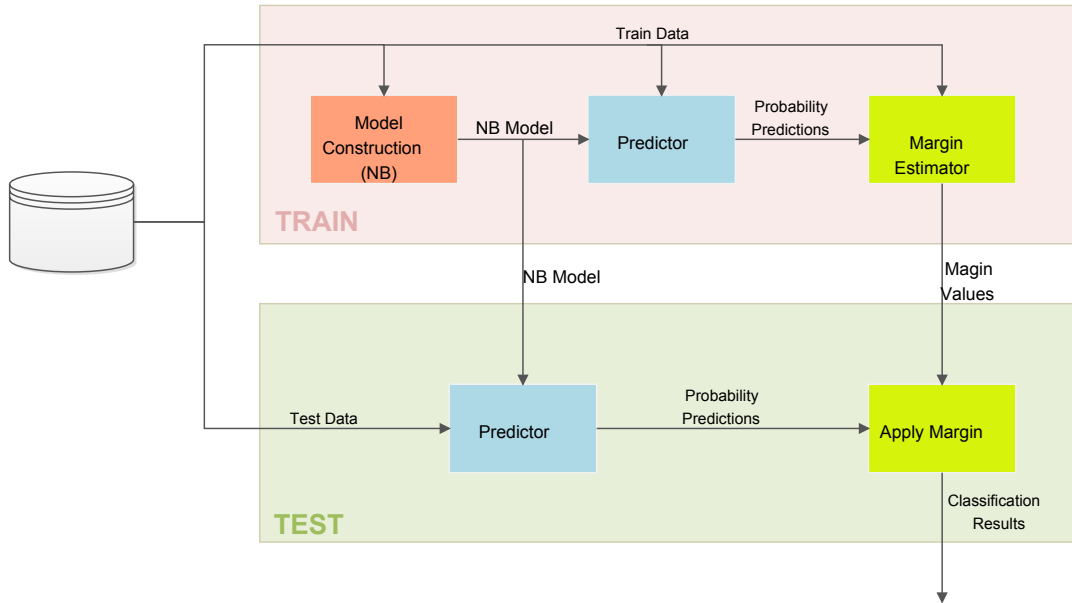 Train Data
Model
Construction
(NB)
NB Model
Predictor
Probability
Predictions
Margin
Estimator
TRAIN
NB Model
Magin
Values
Test Data
Predictor
Probability
Predictions
Apply Margin
TEST
Classification
Results